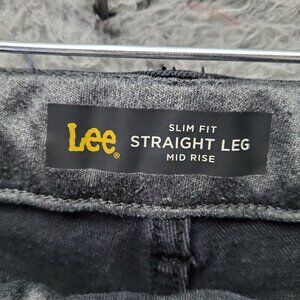 Lee®
SLIM FIT
STRAIGHT LEG
MID RISE